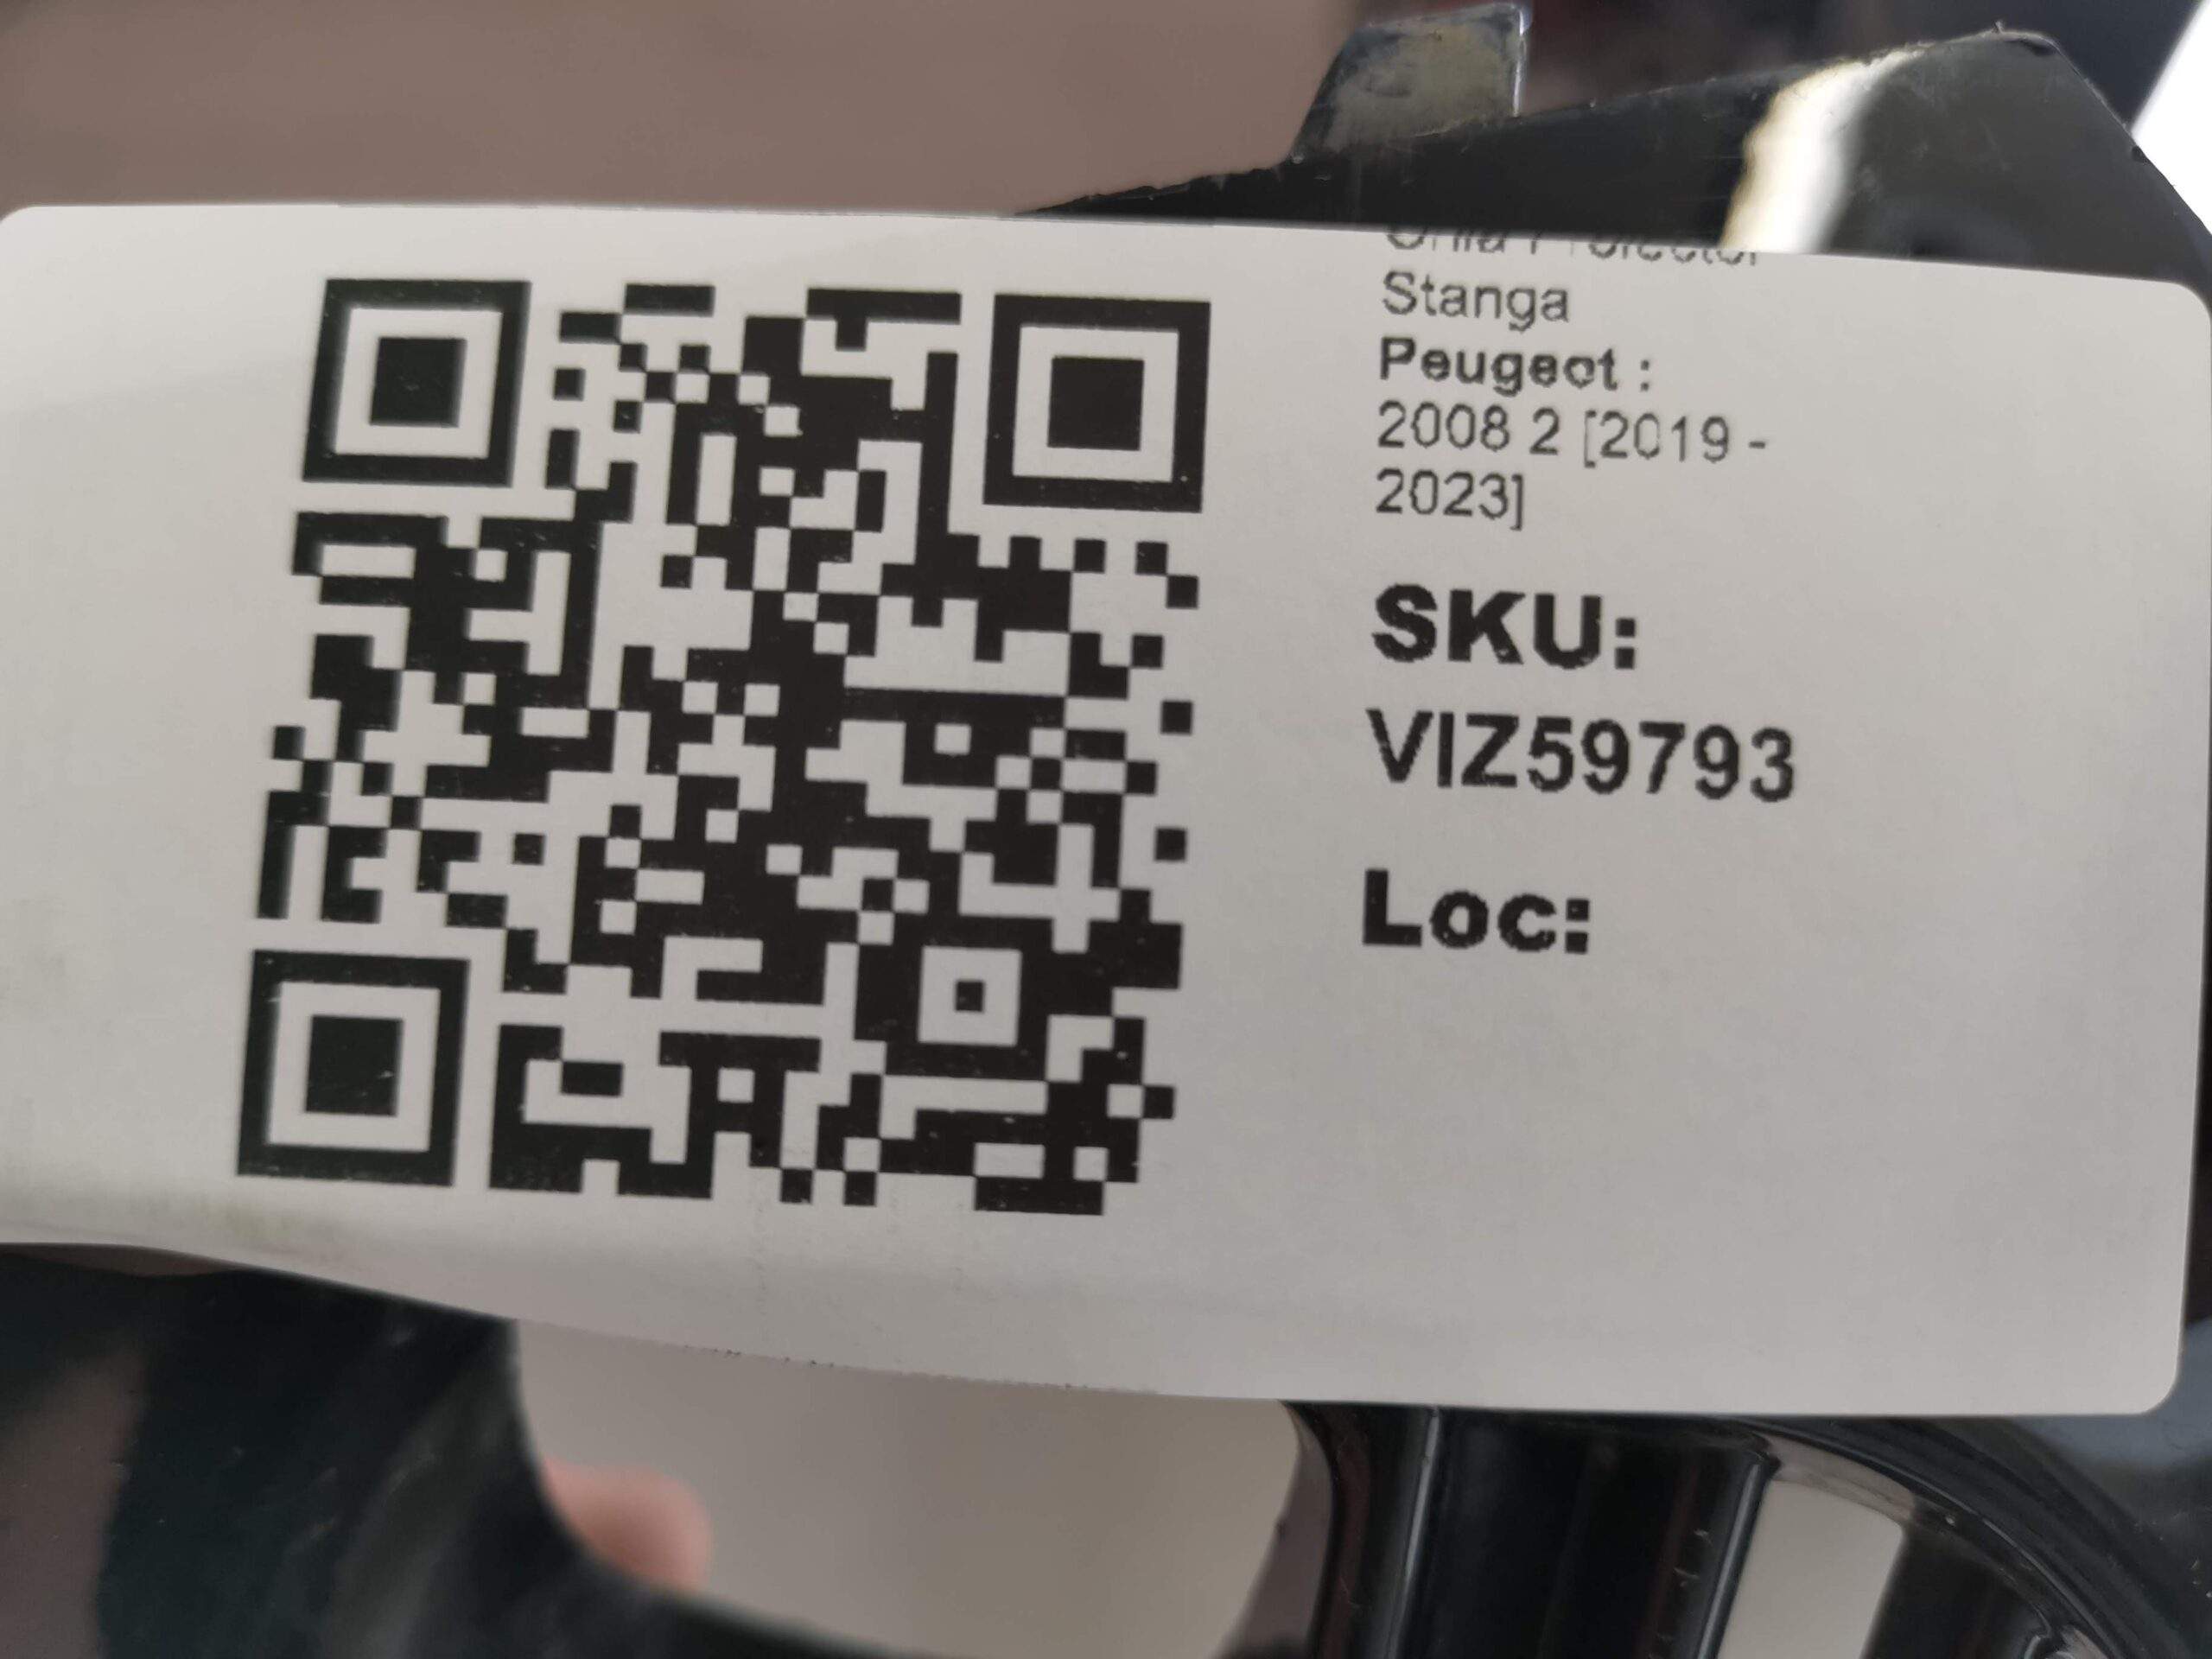 Stanga
Peugeot :
2008 2 [2019 -
2023]
SKU:
VIZ59793
Loc: